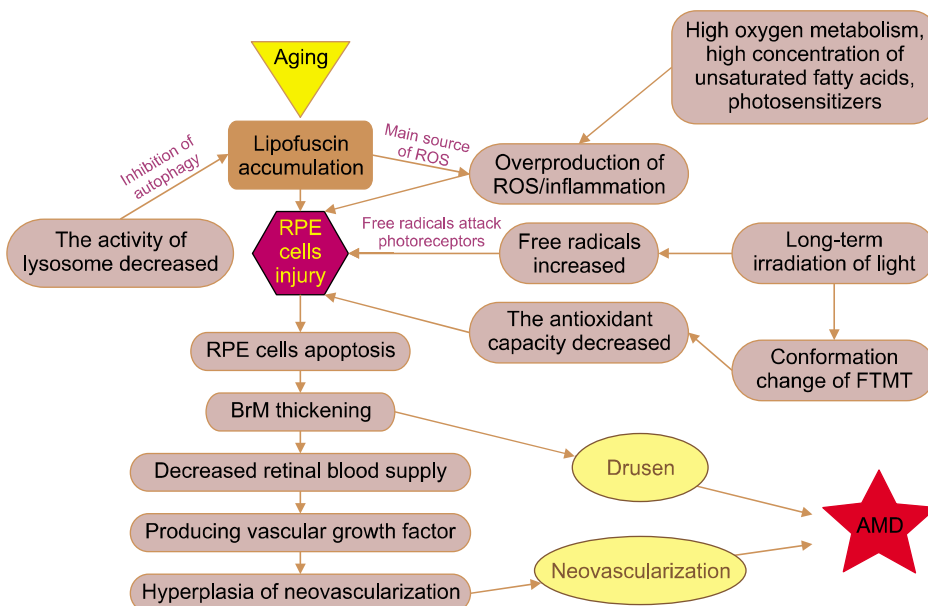 Aging
High oxygen metabolism,
high concentration of
unsaturated fatty acids,
photosensitizers
Inhibition of
autophagy
Lipofuscin
accumulation
Main source
of ROS
Overproduction of
ROS/inflammation
The activity of
lysosome decreased
RPE
cells
injury
Free radicals attack
photoreceptors
Free radicals
increased
Long-term
irradiation of light
The antioxidant
capacity decreased
Conformation
change of FTMT
RPE cells apoptosis
BrM thickening
Decreased retinal blood supply
Drusen
Producing vascular growth factor
AMD
Hyperplasia of neovascularization
Neovascularization